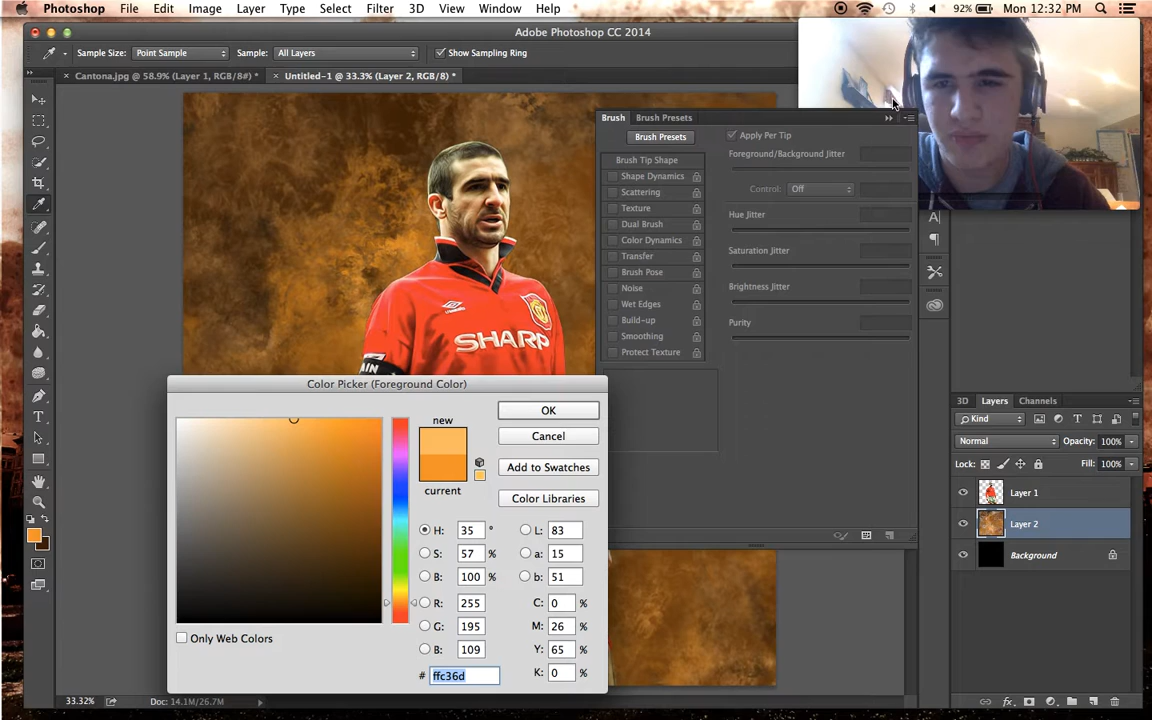 Photoshop File Edit Image Layer Type Select Filter 3D View Window Help 92% Mon 12:32 PM
Adobe Photoshop CC 2014
Sample Size: Point Sample Sample: All Layers Show Sampling Ring
Cantona.jpg @ 58.9% (Layer 1, RGB/8#) * Untitled-1 @ 33.3% (Layer 2, RGB/8) *
Brush Brush Presets
Brush Presets
Apply Per Tip
Foreground/Background Jitter
Brush Tip Shape
Shape Dynamics
Control: Off
Scattering
Texture
Hue Jitter
Dual Brush
Color Dynamics
Saturation Jitter
Transfer
Brush Pose
Brightness Jitter
Noise
Wet Edges
Build-up
Purity
Smoothing
Protect Texture
SHARP
Color Picker (Foreground Color)
new
current
OK
Cancel
Add to Swatches
Color Libraries
H: 35 °
S: 57 %
B: 100 %
R: 255
G: 195
B: 109
# ffc36d
L: 83
a: 15
b: 51
C: 0 %
M: 26 %
Y: 65 %
K: 0 %
Only Web Colors
3D Layers Channels
Kind
Normal Opacity: 100%
Lock: Fill: 100%
Layer 1
Layer 2
Background
33.32% Doc: 14.1M/26.7M